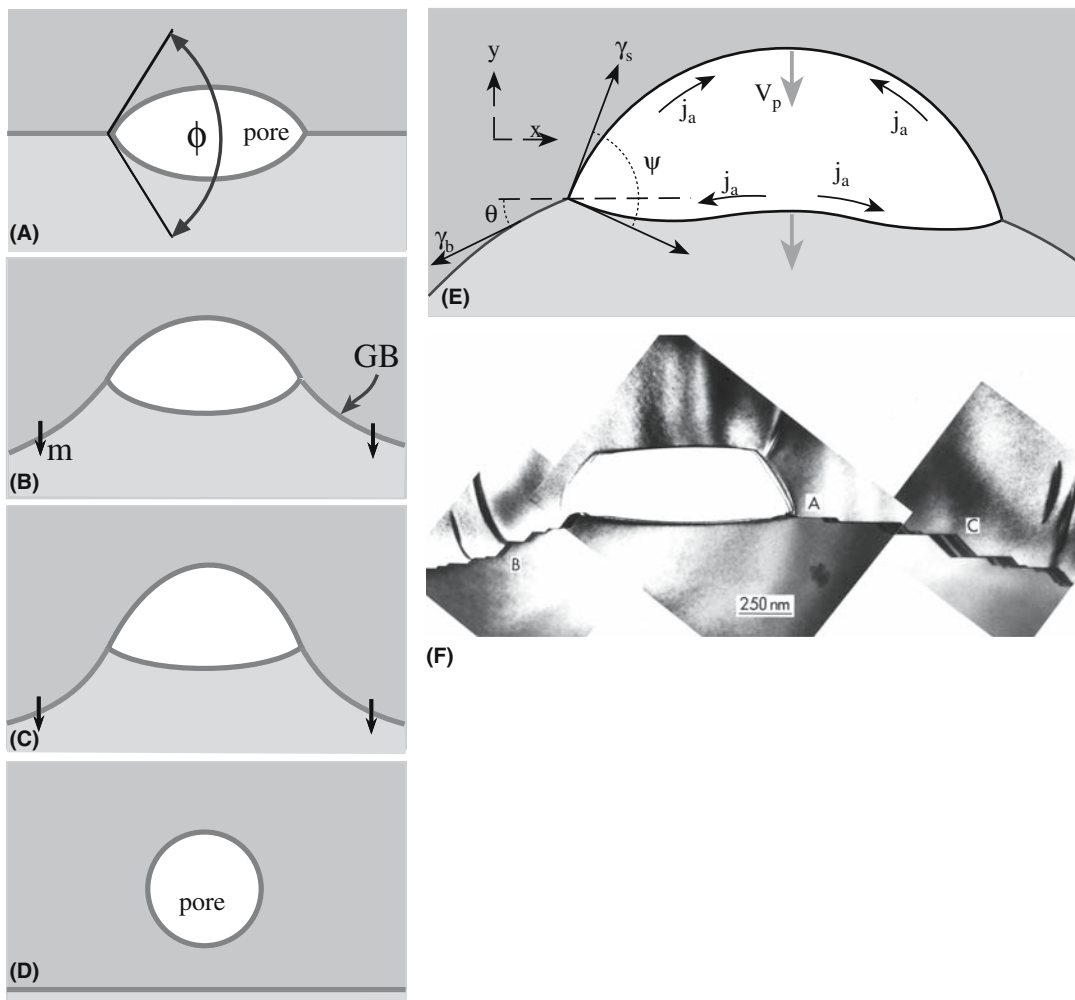 ϕ
pore
(A)
GB
m
(B)
(C)
pore
(D)
y
x
γs
Vp
ja
ja
ψ
ja
ja
θ
γb
(E)
A
B
C
250 nm
(F)